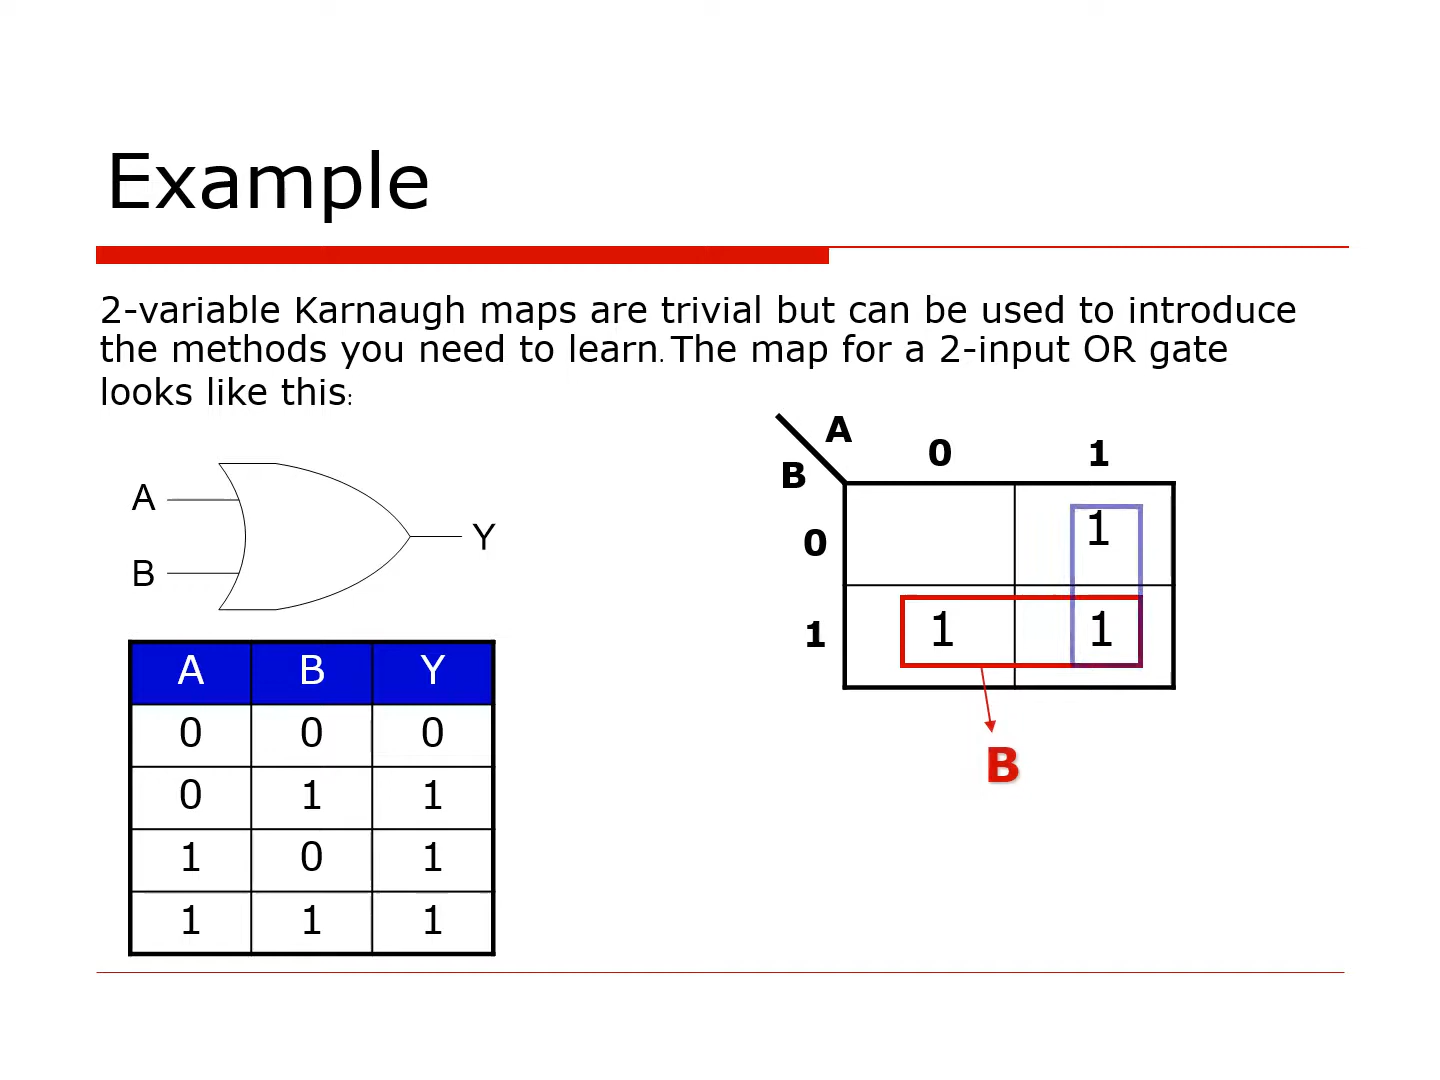 Example
2-variable Karnaugh maps are trivial but can be used to introduce
the methods you need to learn. The map for a 2-input OR gate
looks like this:
A
B
Y
A B Y
0 0 0
0 1 1
1 0 1
1 1 1
A
B
0 1
0 1
1 1 1
B